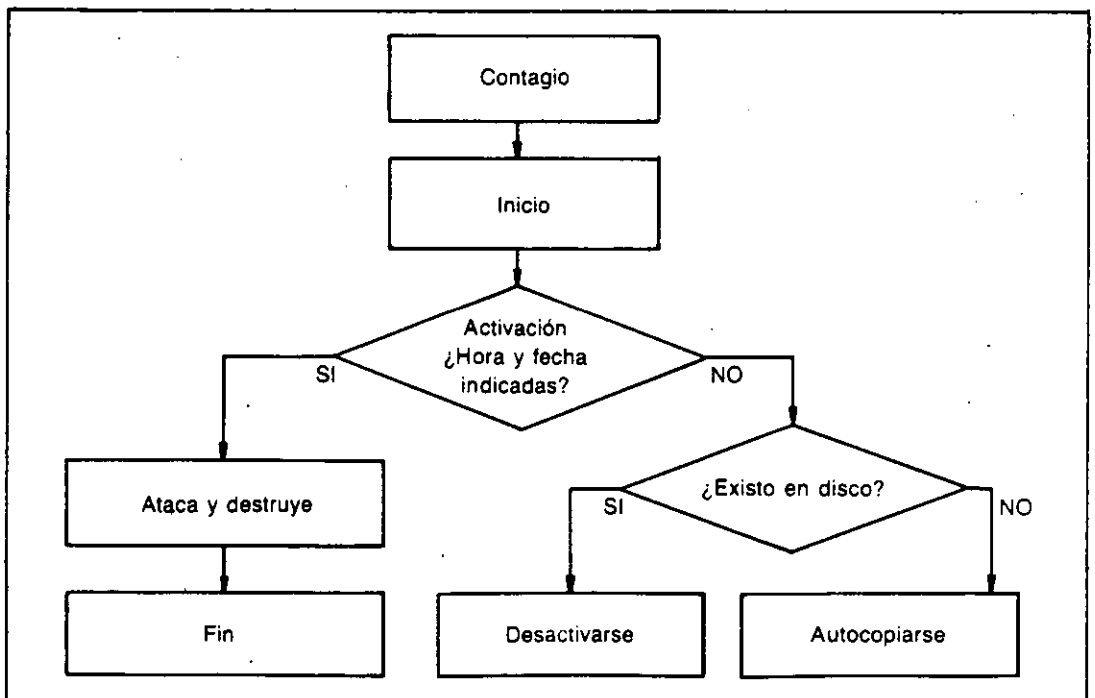 Contagio
Inicio
Activación
¿Hora y fecha
indicadas?
SI
NO
Ataca y destruye
¿Existo en disco?
SI
NO
Fin
Desactivarse
Autocopiarse